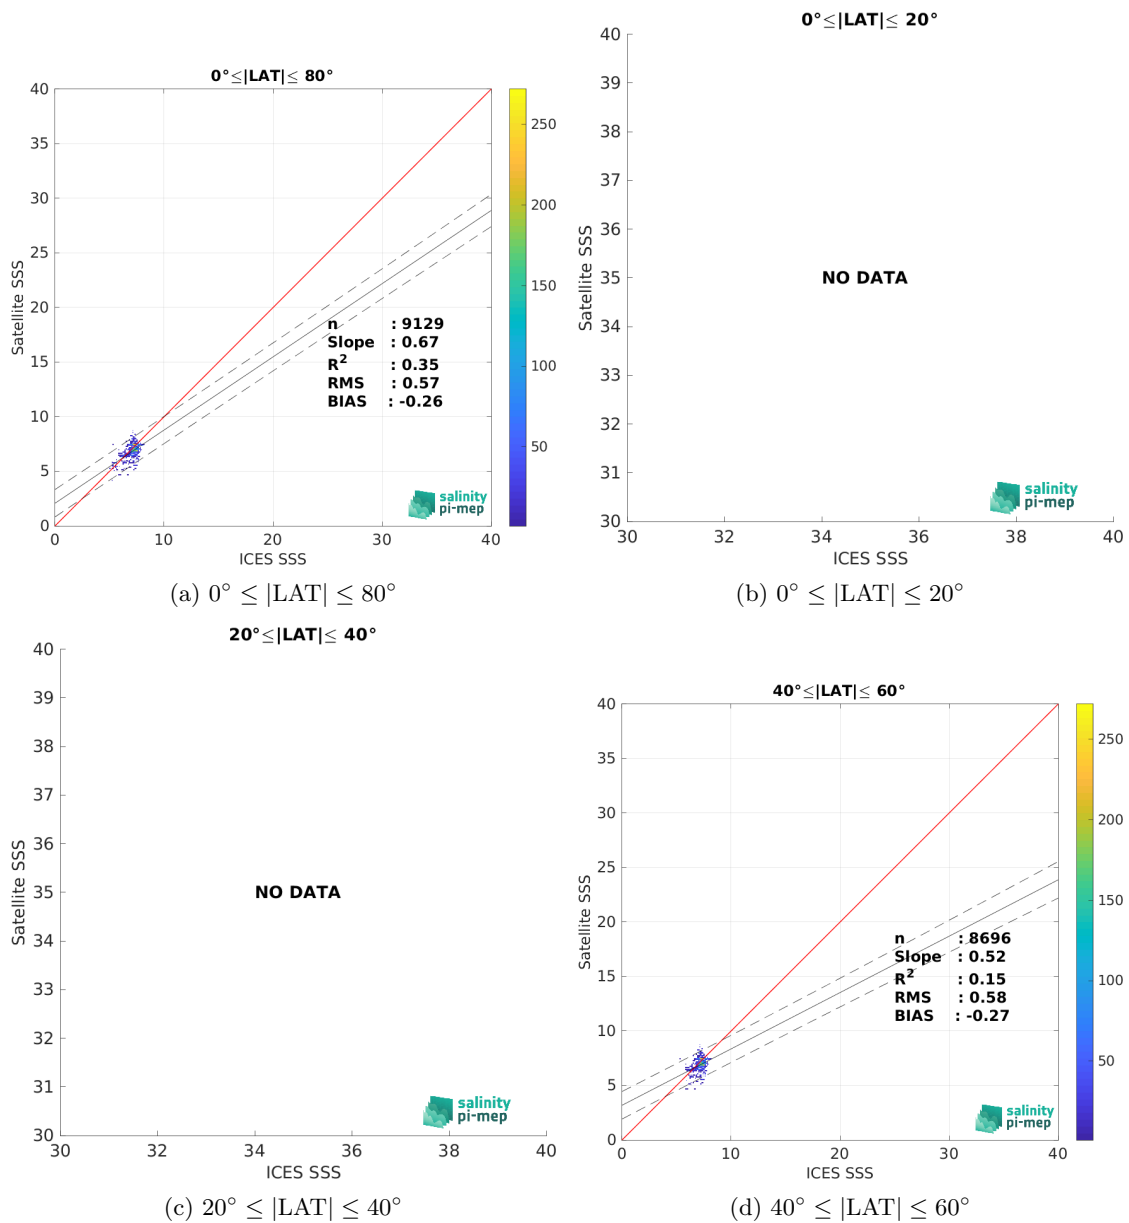 0°≤|LAT|≤ 80°
40
35
30
25
20
15
10
5
0
0
10
20
30
40
Satellite SSS
ICES SSS
n : 9129
Slope : 0.67
R2 : 0.35
RMS : 0.57
BIAS : -0.26
250
200
150
100
50
salinity
pi-mep
(a) 0° ≤ |LAT| ≤ 80°
0°≤|LAT|≤ 20°
40
39
38
37
36
35
34
33
32
31
30
30
32
34
36
38
40
Satellite SSS
ICES SSS
NO DATA
salinity
pi-mep
(b) 0° ≤ |LAT| ≤ 20°
20°≤|LAT|≤ 40°
40
39
38
37
36
35
34
33
32
31
30
30
32
34
36
38
40
Satellite SSS
ICES SSS
NO DATA
salinity
pi-mep
(c) 20° ≤ |LAT| ≤ 40°
40°≤|LAT|≤ 60°
40
35
30
25
20
15
10
5
0
0
10
20
30
40
Satellite SSS
ICES SSS
n : 8696
Slope : 0.52
R2 : 0.15
RMS : 0.58
BIAS : -0.27
250
200
150
100
50
salinity
pi-mep
(d) 40° ≤ |LAT| ≤ 60°